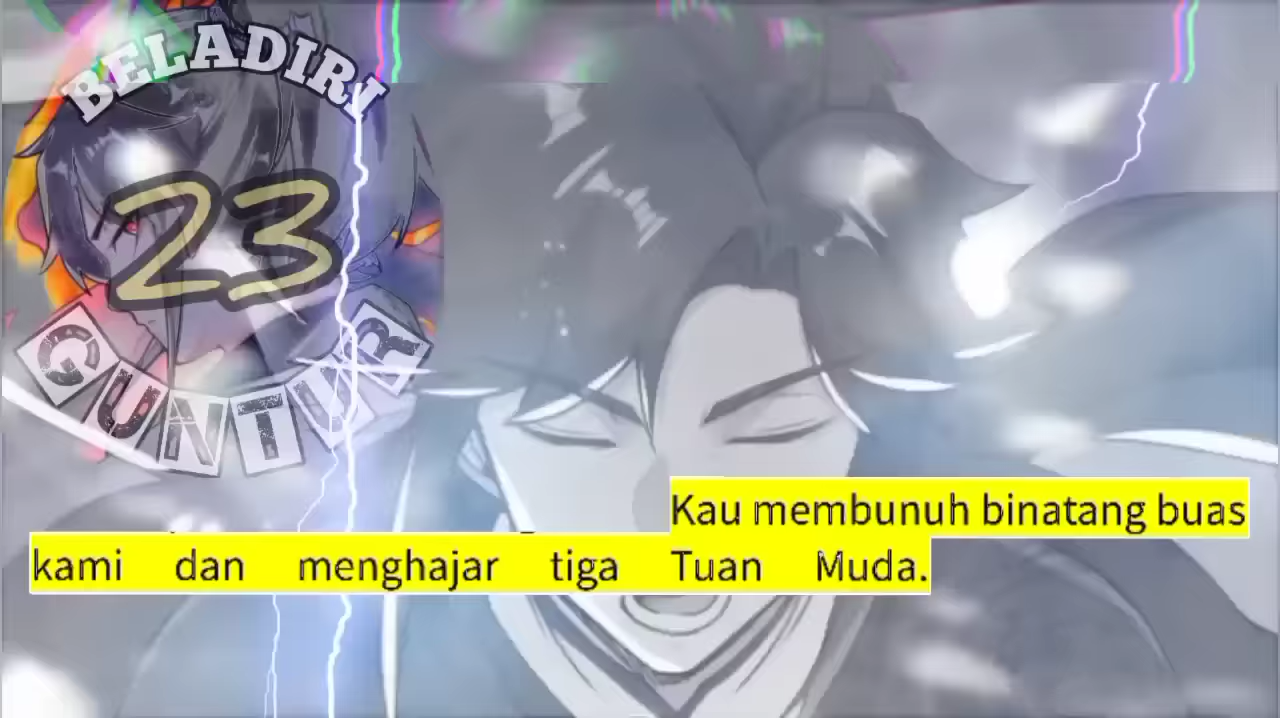 BELADIRI
23
GUNTUR
Kau membunuh binatang buas
kami dan menghajar tiga Tuan Muda.